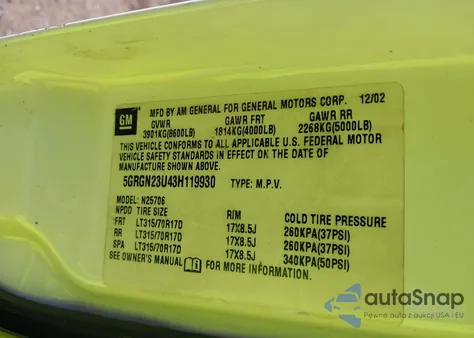 GM
MFD BY AM GENERAL FOR GENERAL MOTORS CORP. 12/02
GVWR GAWR FRT GAWR RR
3901KG(8600LB) 1814KG(4000LB) 2268KG(5000LB)
THIS VEHICLE CONFORMS TO ALL APPLICABLE U.S. FEDERAL MOTOR
VEHICLE SAFETY STANDARDS IN EFFECT ON THE DATE OF
MANUFACTURE SHOWN ABOVE.
5GRGN23U43H119930 TYPE: M.P.V.
MODEL: N25706
NPDD TIRE SIZE RIM COLD TIRE PRESSURE
FRT LT315/70R17D 17X8.5J 260KPA(37PSI)
RR LT315/70R17D 17X8.5J 260KPA(37PSI)
SPA LT315/70R17D 17X8.5J 340KPA(50PSI)
SEE OWNER'S MANUAL FOR MORE INFORMATION.
autoSnap
Pewne auta z aukcji USA i EU